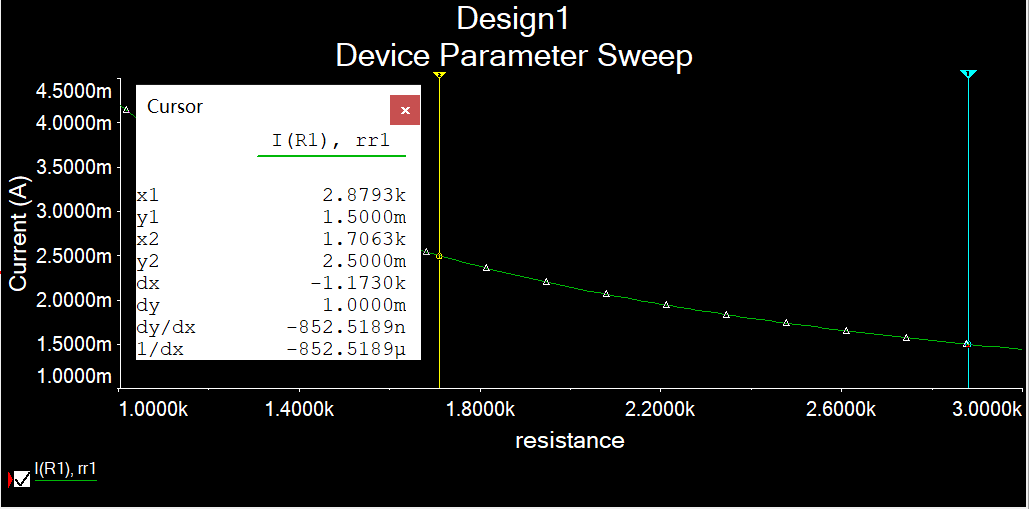 Design1
Device Parameter Sweep
Cursor
I(R1), rr1
x1 2.8793k
y1 1.5000m
x2 1.7063k
y2 2.5000m
dx -1.1730k
dy 1.0000m
dy/dx -852.5189n
1/dx -852.5189µ
4.5000m
4.0000m
3.5000m
3.0000m
2.5000m
2.0000m
1.5000m
1.0000m
Current (A)
1.0000k 1.4000k 1.8000k 2.2000k 2.6000k 3.0000k
resistance
I(R1), rr1